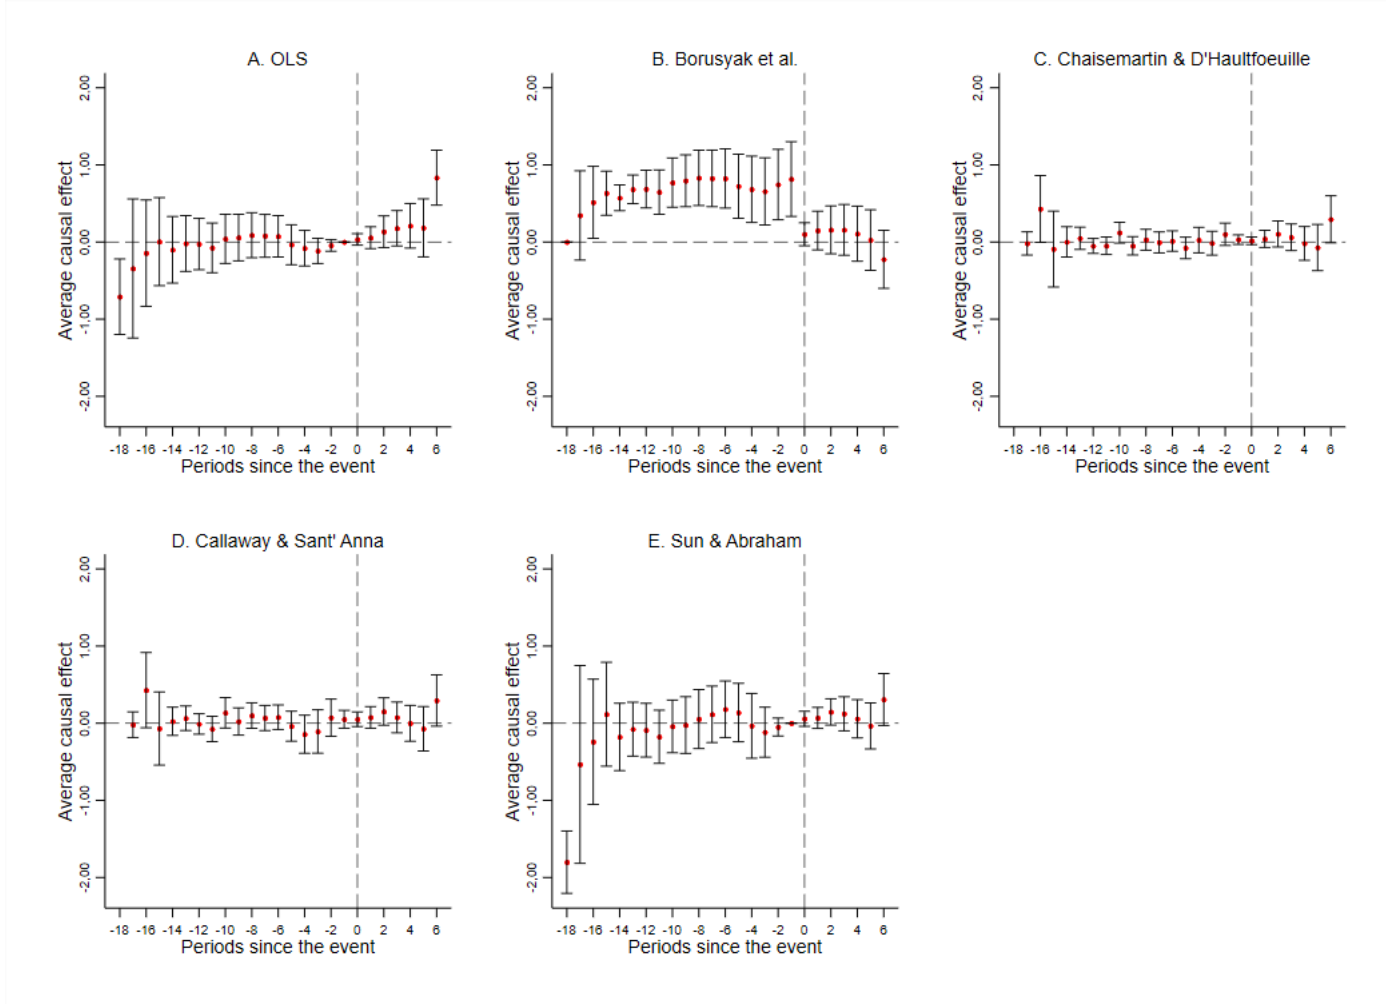 A. OLS
2.00
1.00
0.00
-1.00
-2.00
Average causal effect
-18 -16 -14 -12 -10 -8 -6 -4 -2 0 2 4 6
Periods since the event
B. Borusyak et al.
2.00
1.00
0.00
-1.00
-2.00
Average causal effect
-18 -16 -14 -12 -10 -8 -6 -4 -2 0 2 4 6
Periods since the event
C. Chaisemartin & D'Haultfoeuille
2.00
1.00
0.00
-1.00
-2.00
Average causal effect
-18 -16 -14 -12 -10 -8 -6 -4 -2 0 2 4 6
Periods since the event
D. Callaway & Sant' Anna
2.00
1.00
0.00
-1.00
-2.00
Average causal effect
-18 -16 -14 -12 -10 -8 -6 -4 -2 0 2 4 6
Periods since the event
E. Sun & Abraham
2.00
1.00
0.00
-1.00
-2.00
Average causal effect
-18 -16 -14 -12 -10 -8 -6 -4 -2 0 2 4 6
Periods since the event